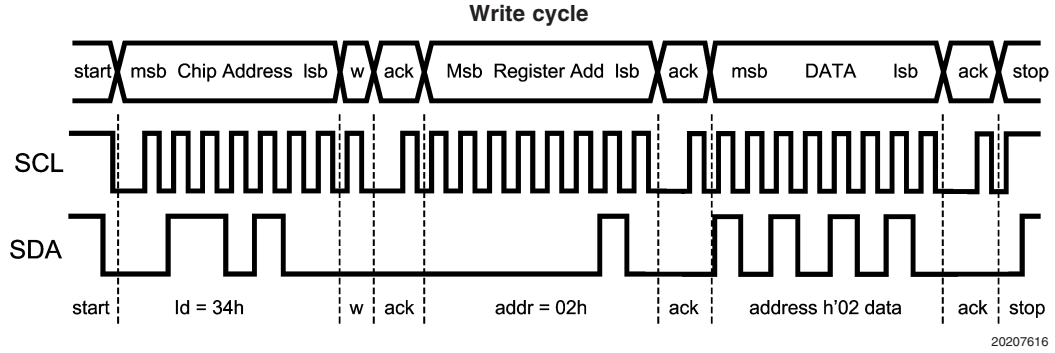 Write cycle
start msb Chip Address lsb w ack Msb Register Add lsb ack msb DATA lsb ack stop
SCL
SDA
start Id = 34h w ack addr = 02h ack address h'02 data ack stop
20207616